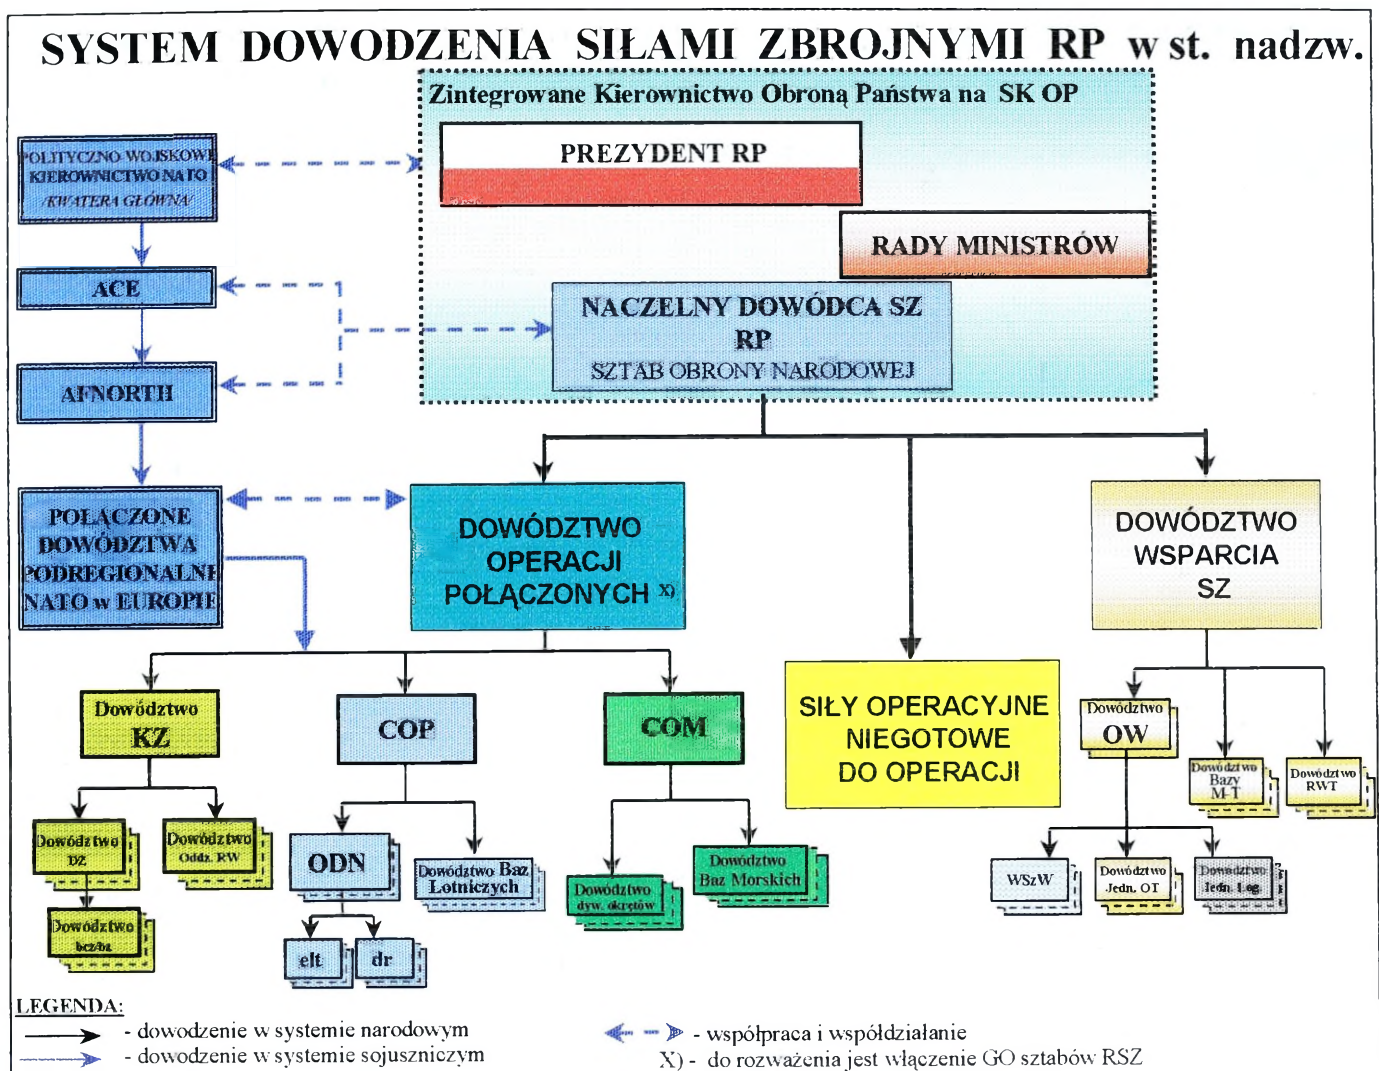 SYSTEM DOWODZENIA SIŁAMI ZBROJNYMI RP w st. nadzw.
Zintegrowane Kierownictwo Obroną Państwa na SK OP
PREZYDENT RP
RADY MINISTRÓW
NACZELNY DOWÓDCA SZ
RP
SZTAB OBRONY NARODOWEJ
POLITYCZNO WOJSKOWE
KIEROWNICTWO NATO
/KWATERA GŁÓWNA/
ACE
AFNORTH
POŁĄCZONE
DOWÓDZTWA
PODREGIONALNE
NATO w EUROPIE
DOWÓDZTWO
OPERACJI
POŁĄCZONYCH X)
DOWÓDZTWO
WSPARCIA
SZ
SIŁY OPERACYJNE
NIEGOTOWE
DO OPERACJI
Dowództwo
KZ
COP
COM
Dowództwo
OW
Dowództwo
Bazy
M-T
Dowództwo
RWT
Dowództwo
DZ
Dowództwo
Oddz. RW
ODN
Dowództwo Baz
Lotniczych
Dowództwo
dyw. okrętów
Dowództwo
Baz Morskich
WSzW
Dowództwo
Jedn. OT
Dowództwo
Jedn. Log
Dowództwo
bcz/bz
elt
dr
LEGENDA:
- dowodzenie w systemie narodowym
- dowodzenie w systemie sojuszniczym
- współpraca i współdziałanie
X) - do rozważenia jest włączenie GO sztabów RSZ